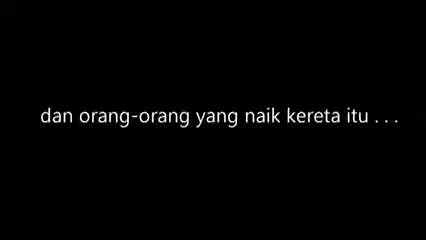 dan orang-orang yang naik kereta itu . . .